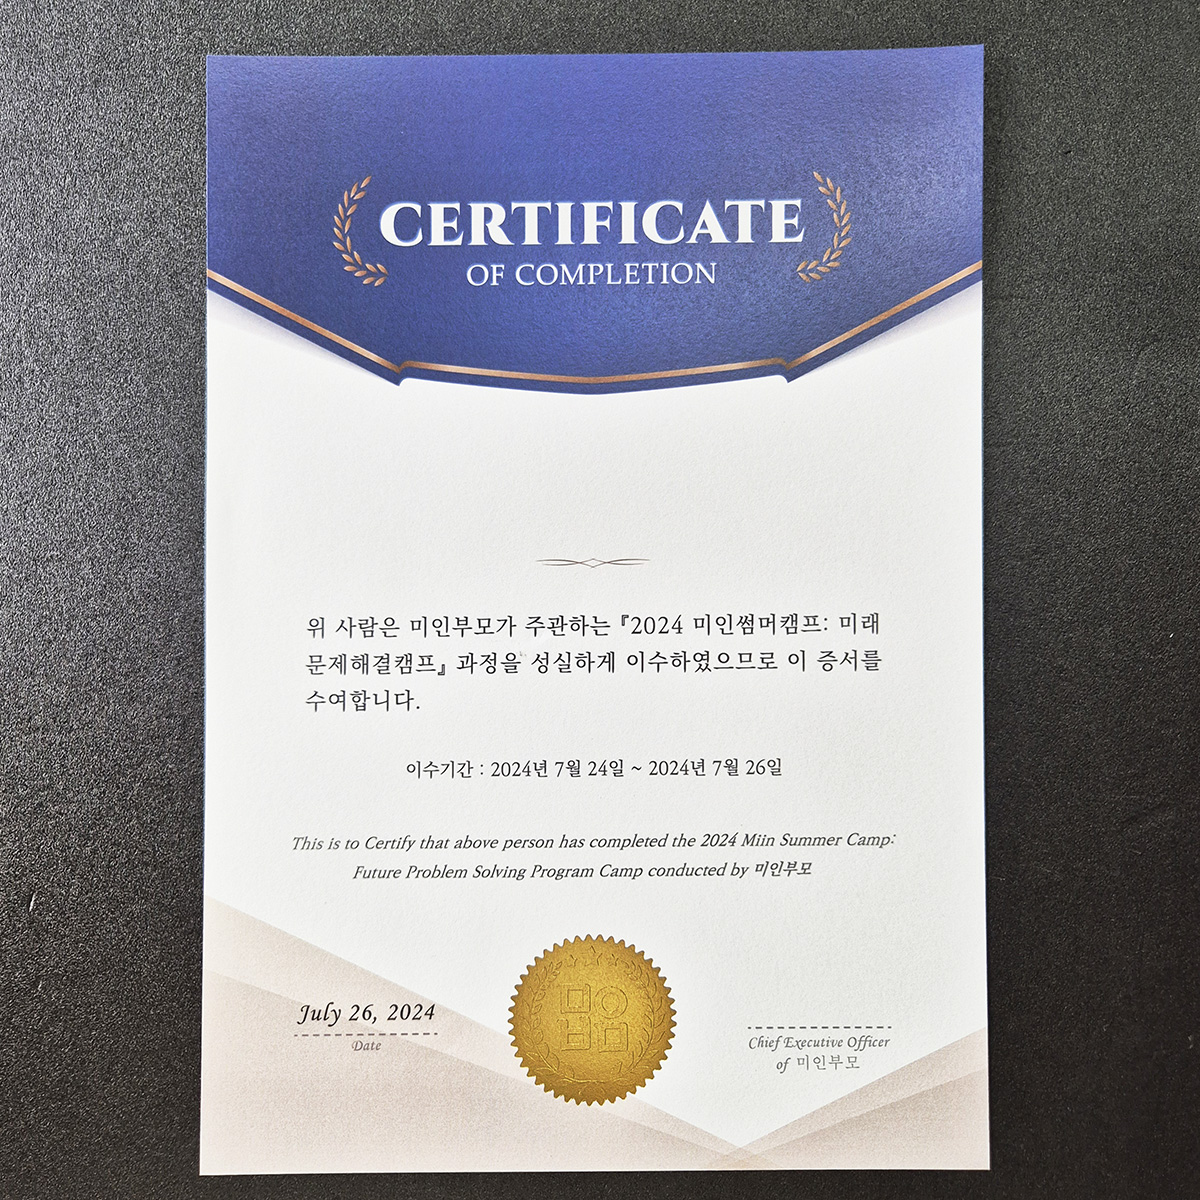 CERTIFICATE
OF COMPLETION
위 사람은 미인부모가 주관하는 『2024 미인썸머캠프: 미래
문제해결캠프』 과정을 성실하게 이수하였으므로 이 증서를
수여합니다.
이수기간 : 2024년 7월 24일 ~ 2024년 7월 26일
This is to Certify that above person has completed the 2024 Miin Summer Camp:
Future Problem Solving Program Camp conducted by 미인부모
July 26, 2024
Date
Chief Executive Officer
of 미인부모